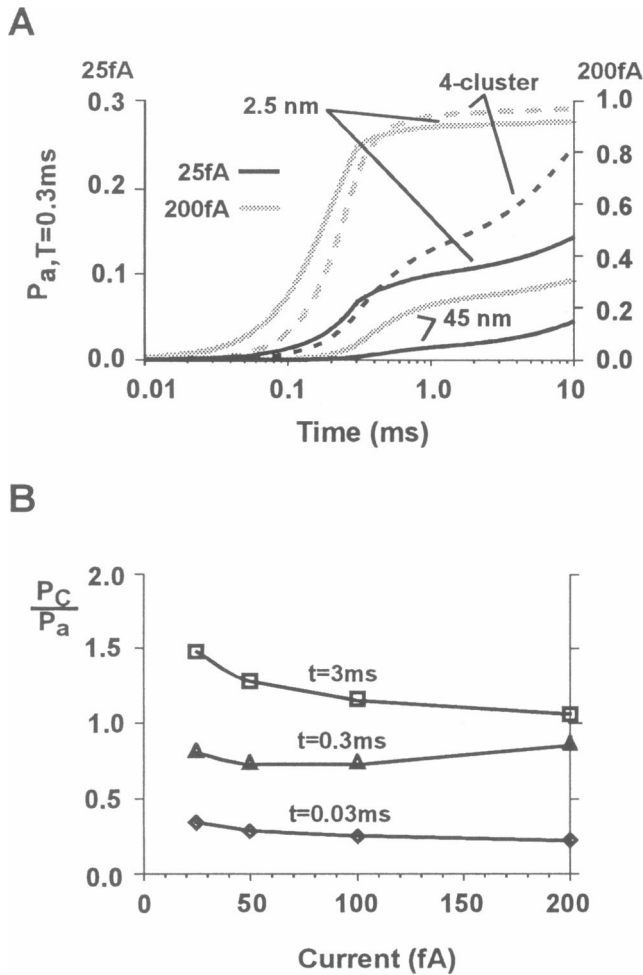 A
25fA
200fA
4-cluster
0.3
2.5 nm
1.0
25fA
0.8
0.2
200fA
0.6
Pa,T=0.3ms
0.1
0.4
0.2
45 nm
0.0
0.0
0.01
0.1
1.0
10
Time (ms)
B
2.0
PC
Pa
1.5
t=3ms
1.0
t=0.3ms
0.5
t=0.03ms
0.0
0
50
100
150
200
Current (fA)